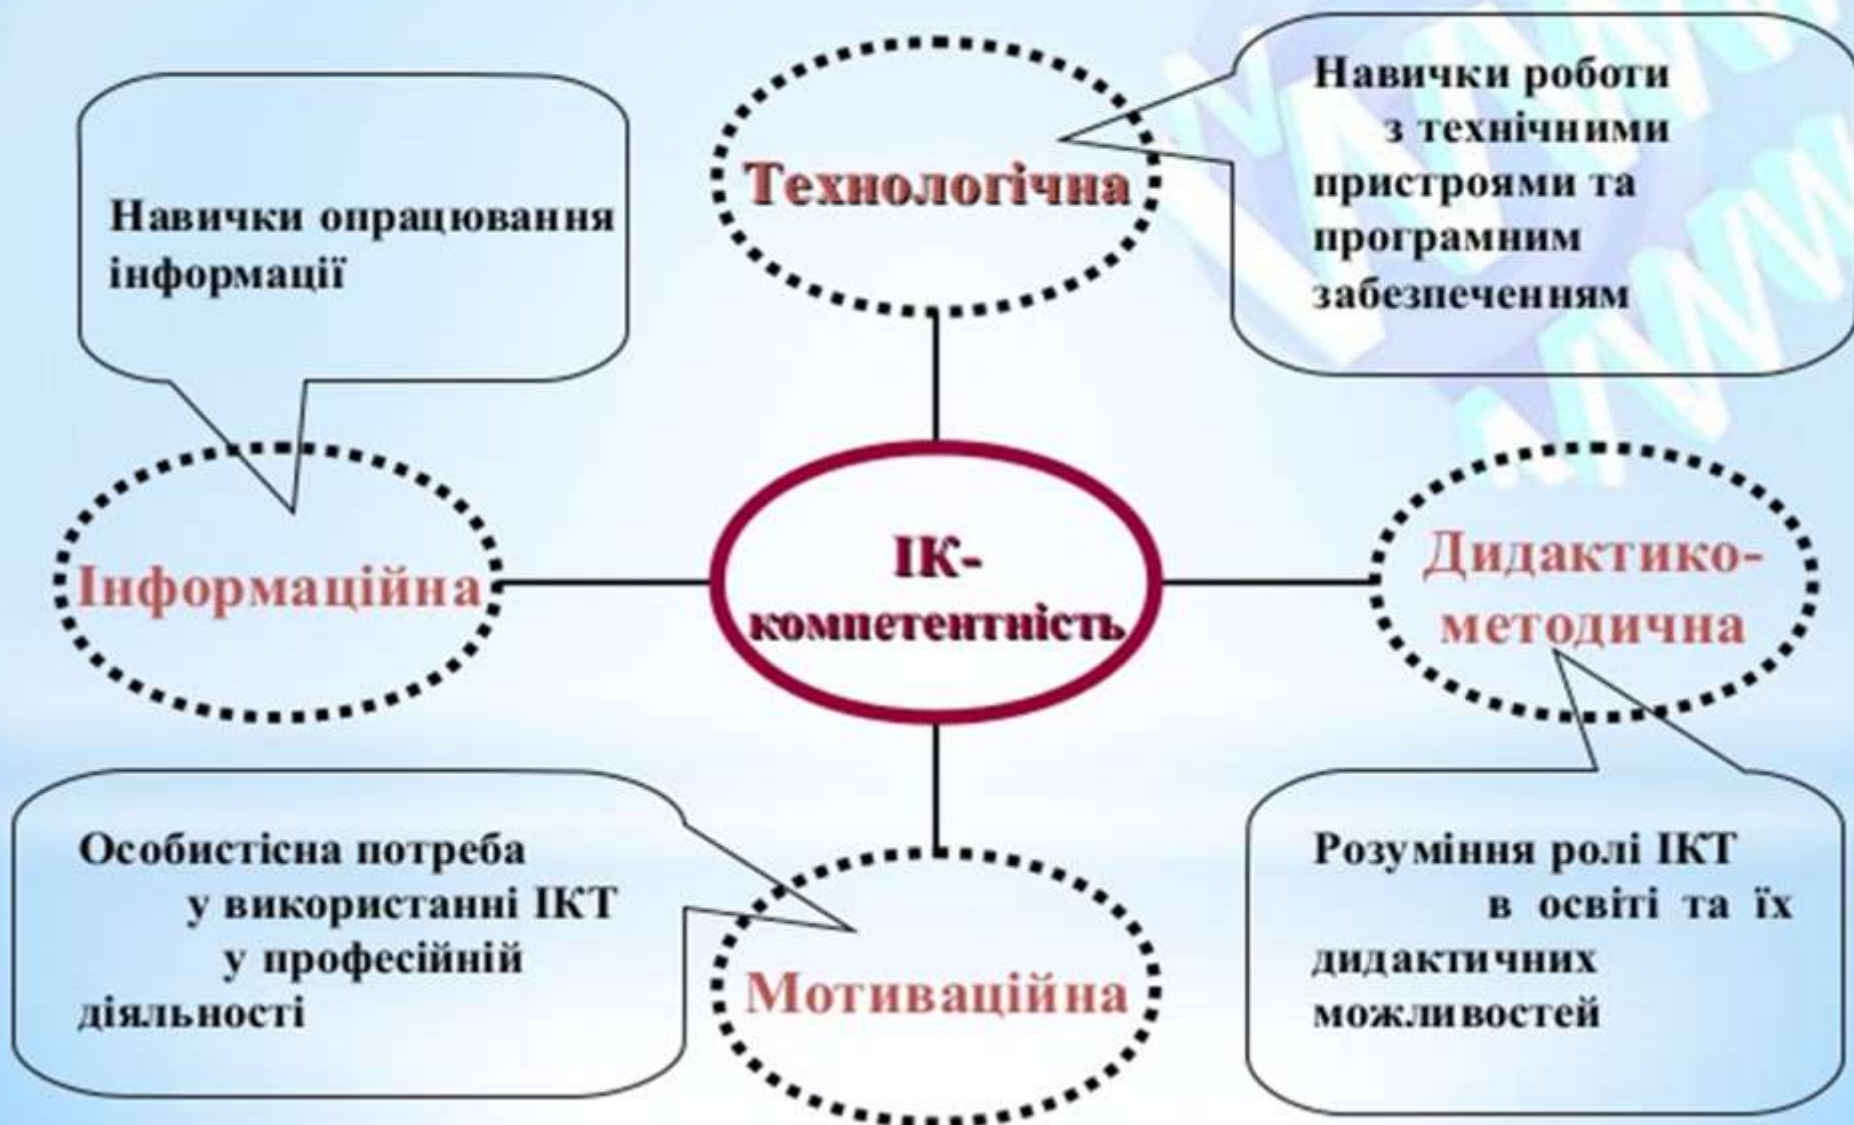 Навички опрацювання
інформації
Технологічна
Навички роботи
з технічними
пристроями та
програмним
забезпеченням
Інформаційна
ІК-
компетентність
Дидактико-
методична
Особистісна потреба
у використанні ІКТ
у професійній
діяльності
Мотиваційна
Розуміння ролі ІКТ
в освіті та їх
дидактичних
можливостей